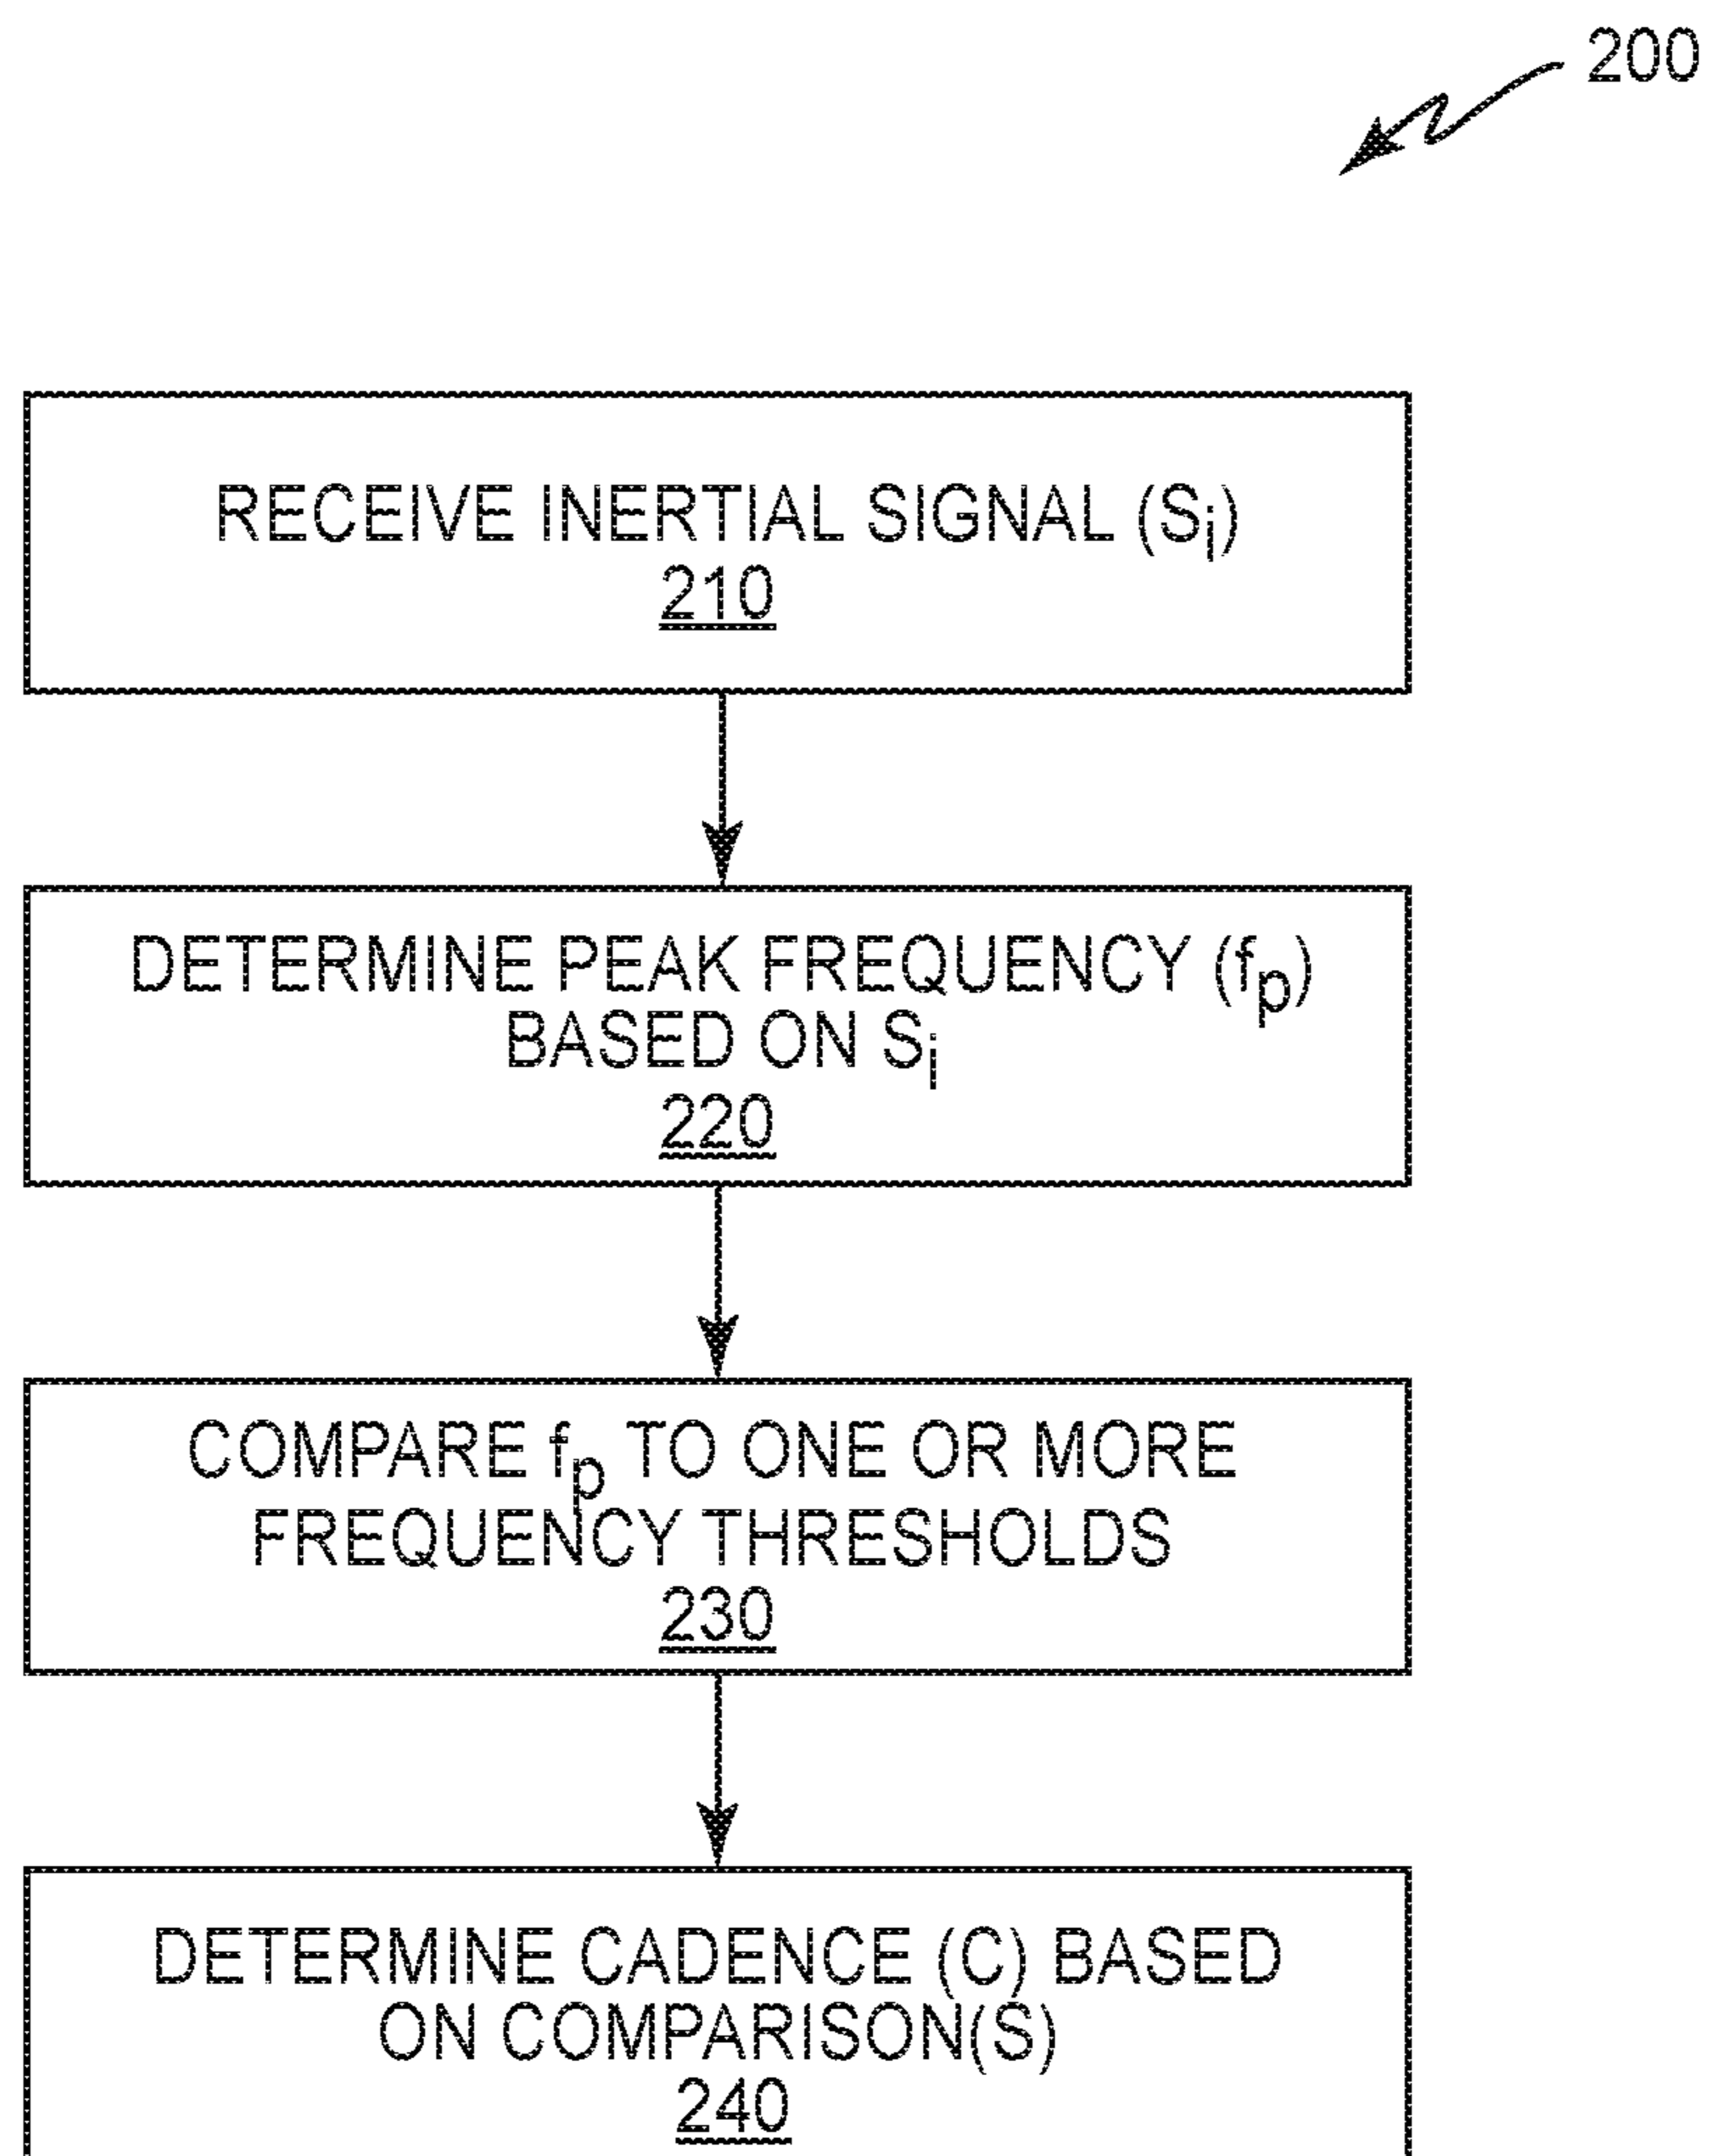 200
RECEIVE INERTIAL SIGNAL (Si)
210
DETERMINE PEAK FREQUENCY (fp)
BASED ON Si
220
COMPARE fp TO ONE OR MORE
FREQUENCY THRESHOLDS
230
DETERMINE CADENCE (C) BASED
ON COMPARISON(S)
240